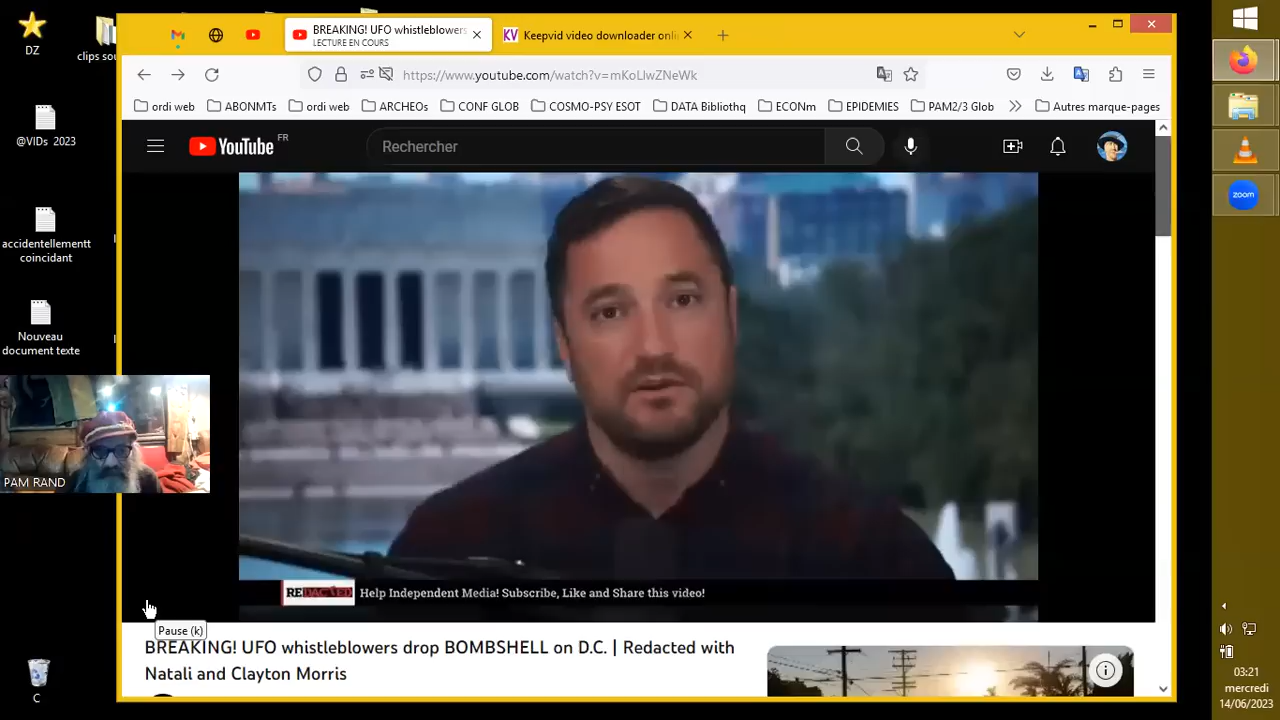 DZ
clips sou
@VIDs 2023
accidentellementt
coincidant
Nouveau
document texte
PAM RAND
C
BREAKING! UFO whistleblowers
LECTURE EN COURS
Keepvid video downloader onli
https://www.youtube.com/watch?v=mKoLlwZNeWk
ordi web
ABONMTs
ordi web
ARCHEOs
CONF GLOB
COSMO-PSY ESOT
DATA Bibliothq
ECONm
EPIDEMIES
PAM2/3 Glob
Autres marque-pages
YouTube FR
Rechercher
REDACTED Help Independent Media! Subscribe, Like and Share this video!
Pause (k)
BREAKING! UFO whistleblowers drop BOMBSHELL on D.C. | Redacted with
Natali and Clayton Morris
zoom
03:21
mercredi
14/06/2023